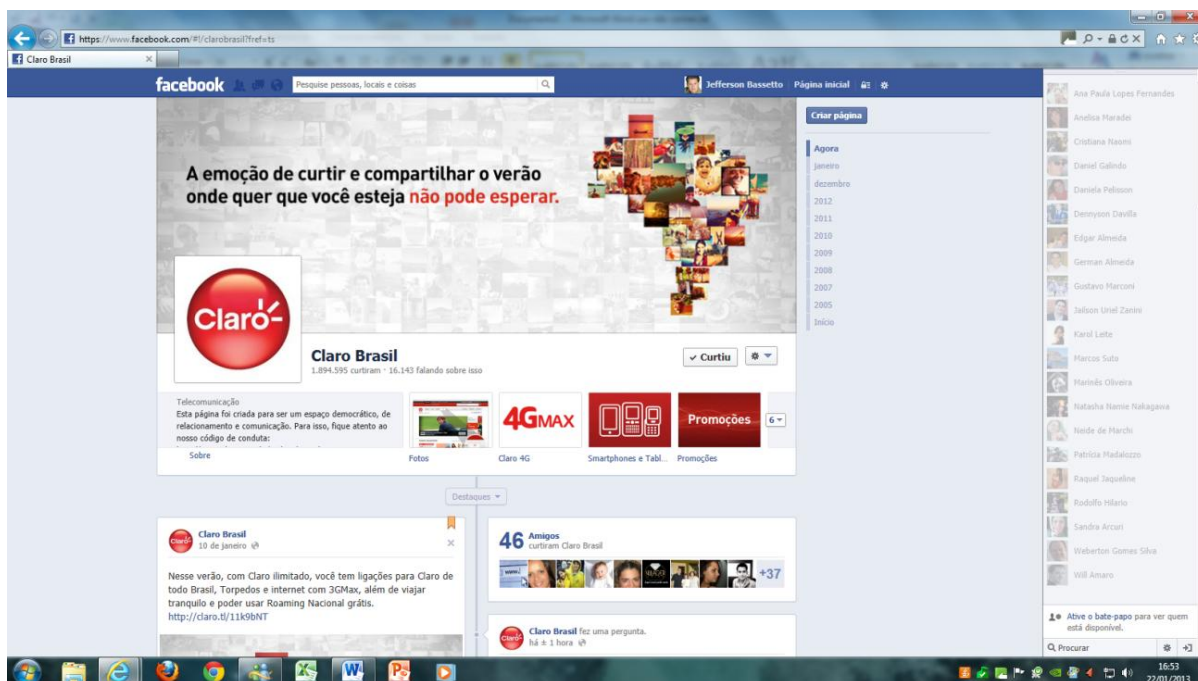 https://www.facebook.com/#!/clarobrasil?fref=ts
Claro Brasil
facebook
Pesquise pessoas, locais e coisas
Jefferson Bassetto
Página inicial
A emoção de curtir e compartilhar o verão
onde quer que você esteja não pode esperar.
Claro
Claro Brasil
1.894.595 curtiram · 16.143 falando sobre isso
✓ Curtiu
Telecomunicação
Esta página foi criada para ser um espaço democrático, de
relacionamento e comunicação. Para isso, fique atento ao
nosso código de conduta:
Sobre
Fotos
4GMAX
Claro 4G
Smartphones e Tabl...
Promoções
Promoções
6
Destaques
Claro Brasil
10 de janeiro
Nesse verão, com Claro ilimitado, você tem ligações para Claro de
todo Brasil, Torpedos e internet com 3GMax, além de viajar
tranquilo e poder usar Roaming Nacional grátis.
http://claro.tl/11k9bNT
46 Amigos
curtiram Claro Brasil
www.
+37
Claro
Claro Brasil fez uma pergunta.
há ± 1 hora
Criar página
Agora
janeiro
dezembro
2012
2011
2010
2009
2008
2007
2005
Início
Ana Paula Lopes Fernandes
Anelisa Maradei
Cristiana Naomi
Daniel Galindo
Daniela Pelisson
Dennyson Davilla
Edgar Almeida
German Almeida
Gustavo Marconi
Jailson Uriel Zanini
Karol Leite
Marcos Suto
Marinês Oliveira
Natasha Namie Nakagawa
Neide de Marchi
Patricia Madalozzo
Raquel Jaqueline
Rodolfo Hilario
Sandra Arcuri
Weberton Gomes Silva
Will Amaro
Ative o bate-papo para ver quem
está disponível.
Procurar
16:53
22/01/2013